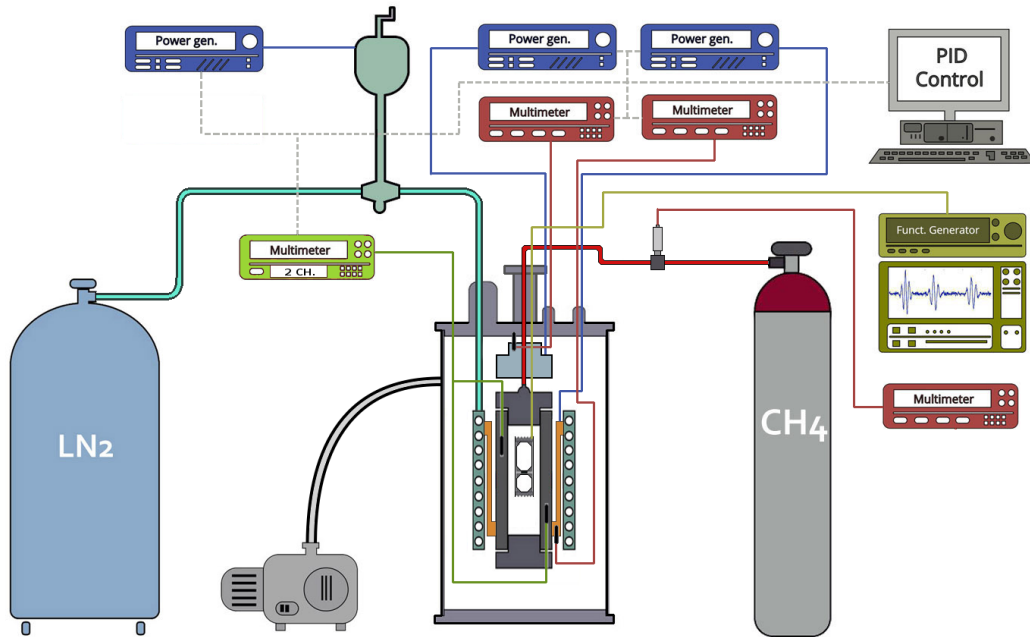 Power gen.
Power gen.
Power gen.
PID
Control
Multimeter
Multimeter
Multimeter
2 CH.
Funct. Generator
Multimeter
LN2
CH4